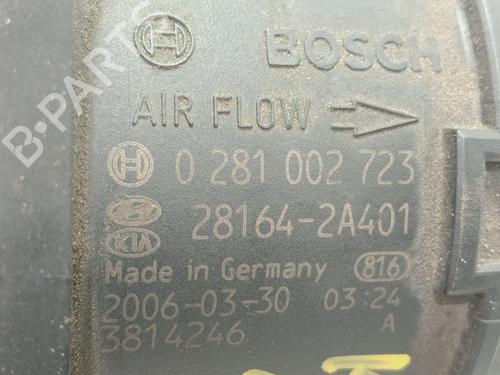 BOSCH
AIR FLOW
0 281 002 723
28164-2A401
KIA
Made in Germany 816
2006-03-30 03:24
3814246 A
B-PARTS